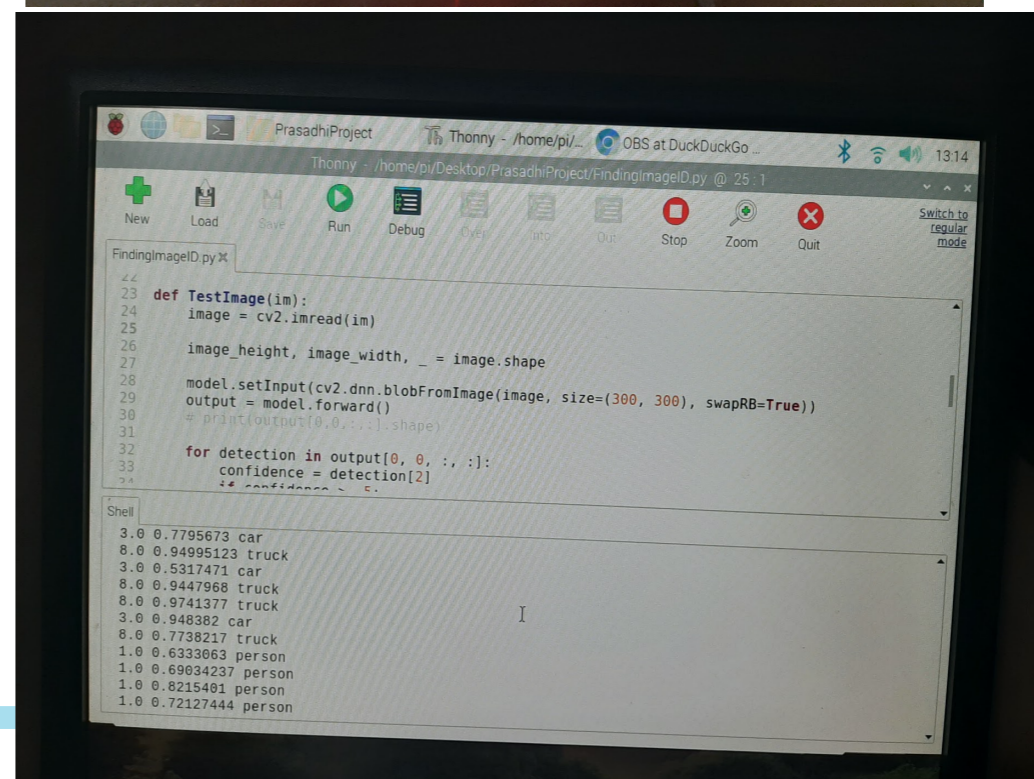 PrasadhiProject Thonny - /home/pi/... OBS at DuckDuckGo ... 13:14
Thonny - /home/pi/Desktop/PrasadhiProject/FindingImageID.py @ 25:1
New Load Save Run Debug Over Into Out Stop Zoom Quit
Switch to
regular
mode
FindingImageID.py
22
23 def TestImage(im):
24 image = cv2.imread(im)
25
26 image_height, image_width, _ = image.shape
27
28 model.setInput(cv2.dnn.blobFromImage(image, size=(300, 300), swapRB=True))
29 output = model.forward()
30 # print(output[0,0,:,:].shape)
31
32 for detection in output[0, 0, :, :]:
33 confidence = detection[2]
Shell
3.0 0.7795673 car
8.0 0.94995123 truck
3.0 0.5317471 car
8.0 0.9447968 truck
8.0 0.9741377 truck
3.0 0.948382 car
8.0 0.7738217 truck
1.0 0.6333063 person
1.0 0.69034237 person
1.0 0.8215401 person
1.0 0.72127444 person